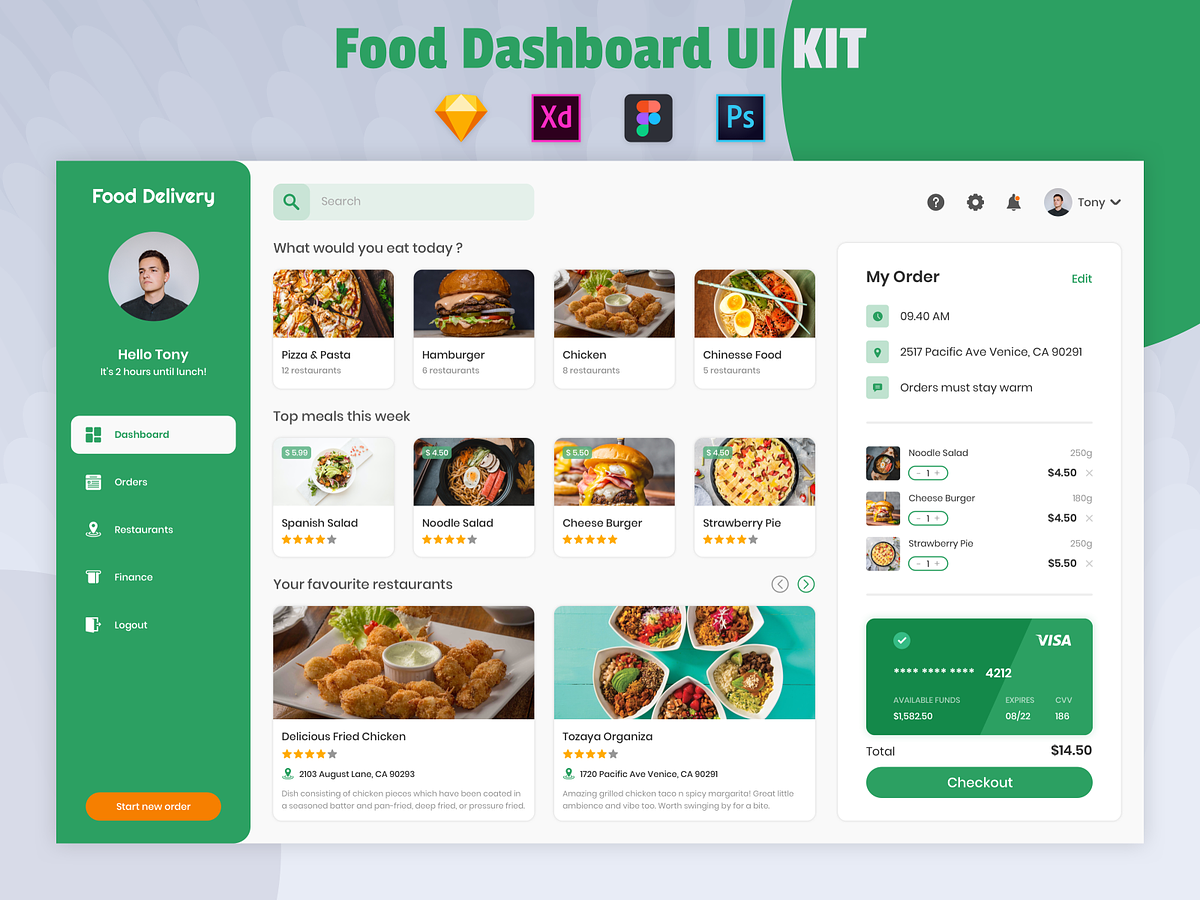 Food Dashboard UI KIT
Xd
Ps
Food Delivery
Hello Tony
It's 2 hours until lunch!
Dashboard
Orders
Restaurants
Finance
Logout
Start new order
Search
?
Tony
What would you eat today ?
Pizza & Pasta
12 restaurants
Hamburger
6 restaurants
Chicken
8 restaurants
Chinesse Food
5 restaurants
Top meals this week
$ 5.99
Spanish Salad
$ 4.50
Noodle Salad
$ 5.50
Cheese Burger
$ 4.50
Strawberry Pie
Your favourite restaurants
Delicious Fried Chicken
2103 August Lane, CA 90293
Dish consisting of chicken pieces which have been coated in
a seasoned batter and pan-fried, deep fried, or pressure fried.
Tozaya Organiza
1720 Pacific Ave Venice, CA 90291
Amazing grilled chicken taco n spicy margarita! Great little
ambience and vibe too. Worth swinging by for a bite.
My Order
Edit
09.40 AM
2517 Pacific Ave Venice, CA 90291
Orders must stay warm
Noodle Salad
250g
- 1 +
$4.50 ×
Cheese Burger
180g
- 1 +
$4.50 ×
Strawberry Pie
250g
- 1 +
$5.50 ×
VISA
**** **** **** 4212
AVAILABLE FUNDS
EXPIRES
CVV
$1,582.50
08/22
186
Total
$14.50
Checkout